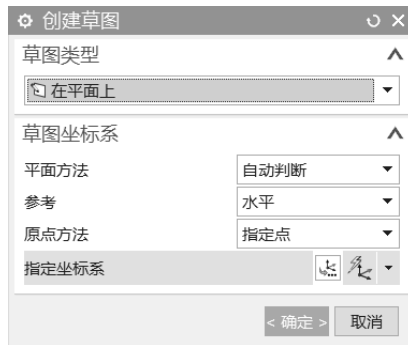 创建草图
草图类型
在平面上
草图坐标系
平面方法 自动判断
参考 水平
原点方法 指定点
指定坐标系
< 确定 > 取消